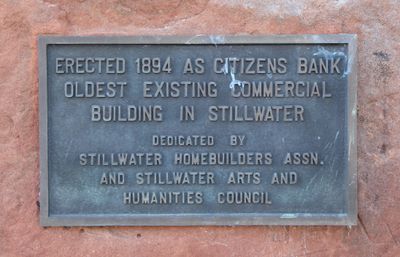 ERECTED 1894 AS CITIZENS BANK
OLDEST EXISTING COMMERCIAL
BUILDING IN STILLWATER
DEDICATED BY
STILLWATER HOMEBUILDERS ASSN.
AND STILLWATER ARTS AND
HUMANITIES COUNCIL